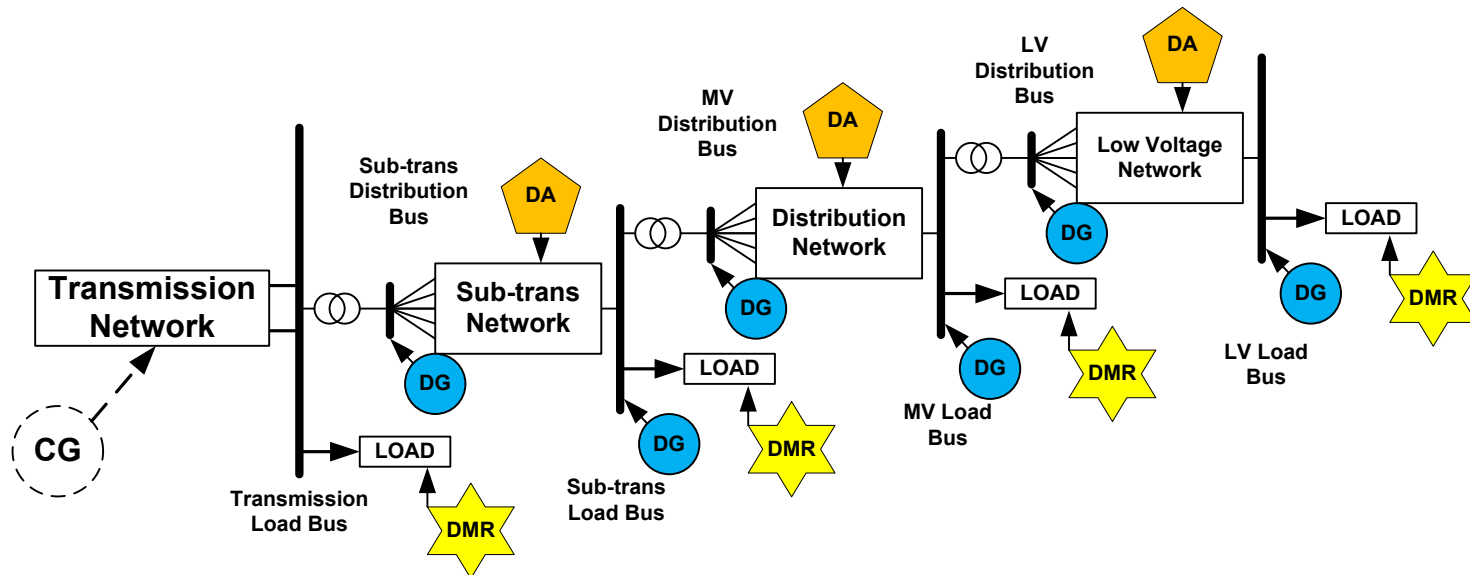 LV
Distribution
Bus
DA
MV
Distribution
Bus
DA
Low Voltage
Network
Sub-trans
Distribution
Bus
DA
Distribution
Network
DG
LOAD
Transmission
Network
Sub-trans
Network
DG
LOAD
DG
DMR
DG
LOAD
DG
DMR
LV Load
Bus
CG
LOAD
DG
DMR
MV Load
Bus
Transmission
Load Bus
DMR
Sub-trans
Load Bus